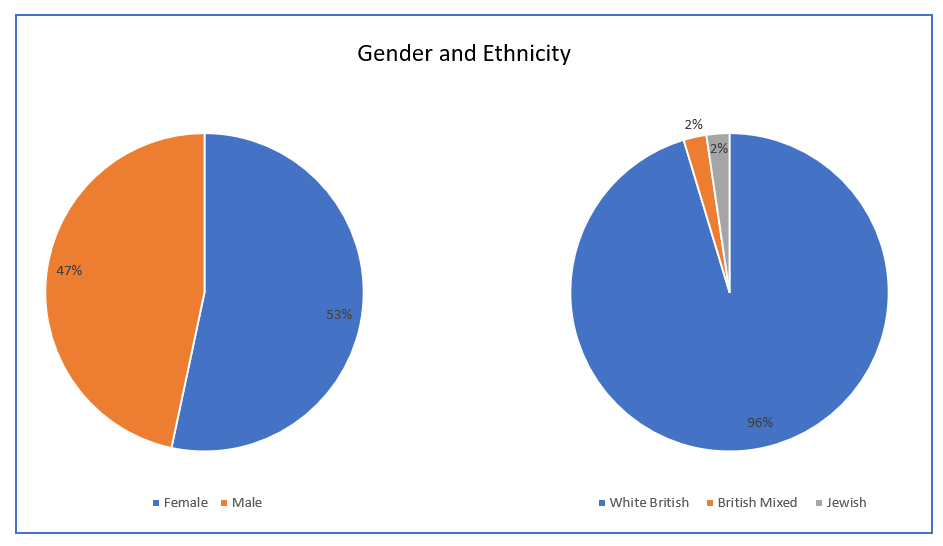 Gender and Ethnicity
47%
53%
2%
2%
96%
Female Male
White British British Mixed Jewish